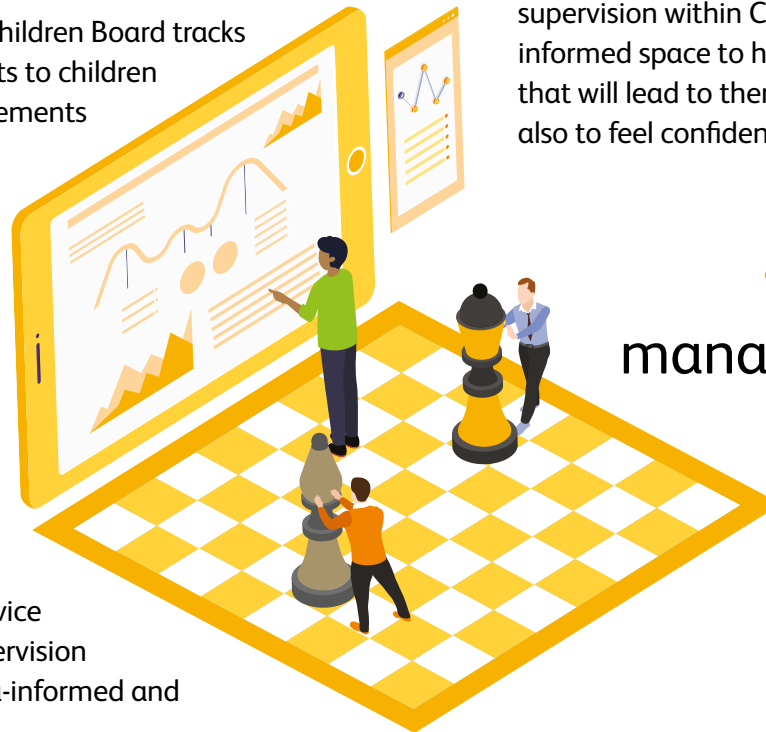 hildren Board tracks
ts to children
ements
supervision within C
informed space to h
that will lead to ther
also to feel confiden
mana
vice
ervision
-informed and